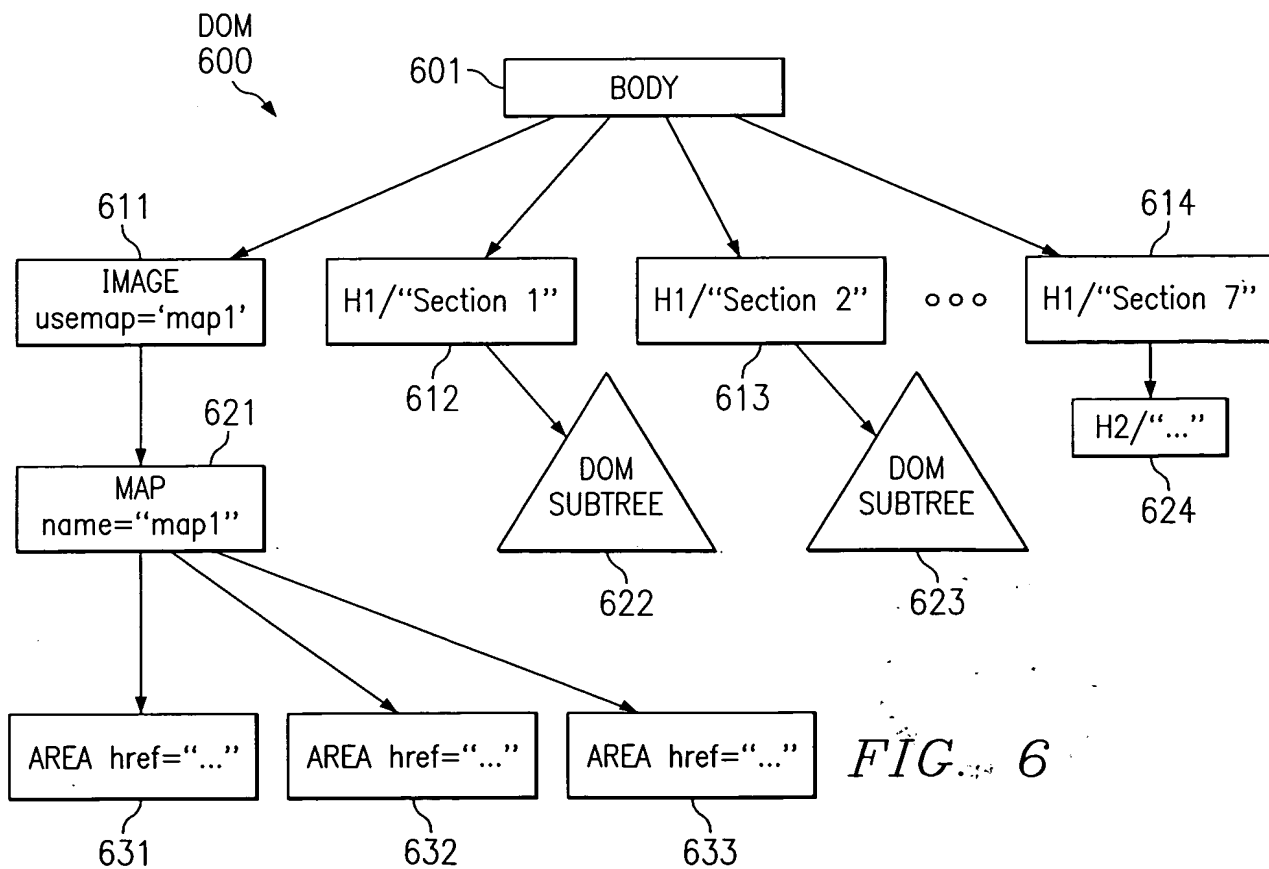 DOM
600
601
BODY
611
614
IMAGE
usemap=‘map1’
H1/“Section 1”
H1/“Section 2”
H1/“Section 7”
612
613
621
H2/“...”
MAP
name=“map1”
DOM
SUBTREE
DOM
SUBTREE
624
622
623
AREA href=“...”
AREA href=“...”
AREA href=“...”
FIG. 6
631
632
633